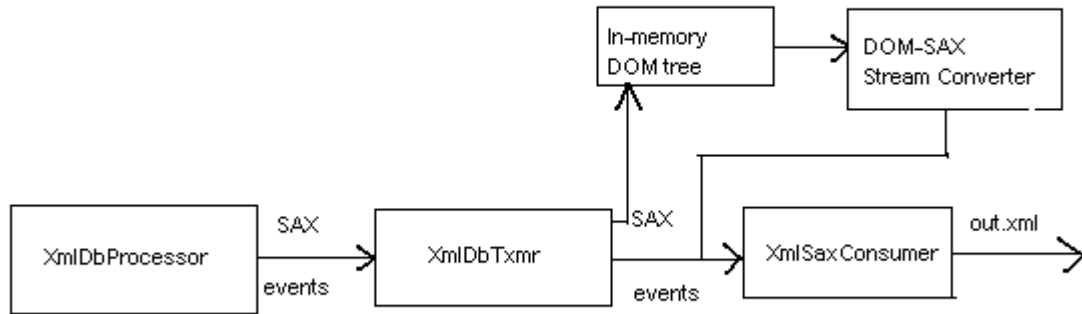 In-memory
DOM tree
DOM-SAX
Stream Converter
XmlDbProcessor
SAX
events
XmlDbTxmr
SAX
events
XmlSaxConsumer
out.xml